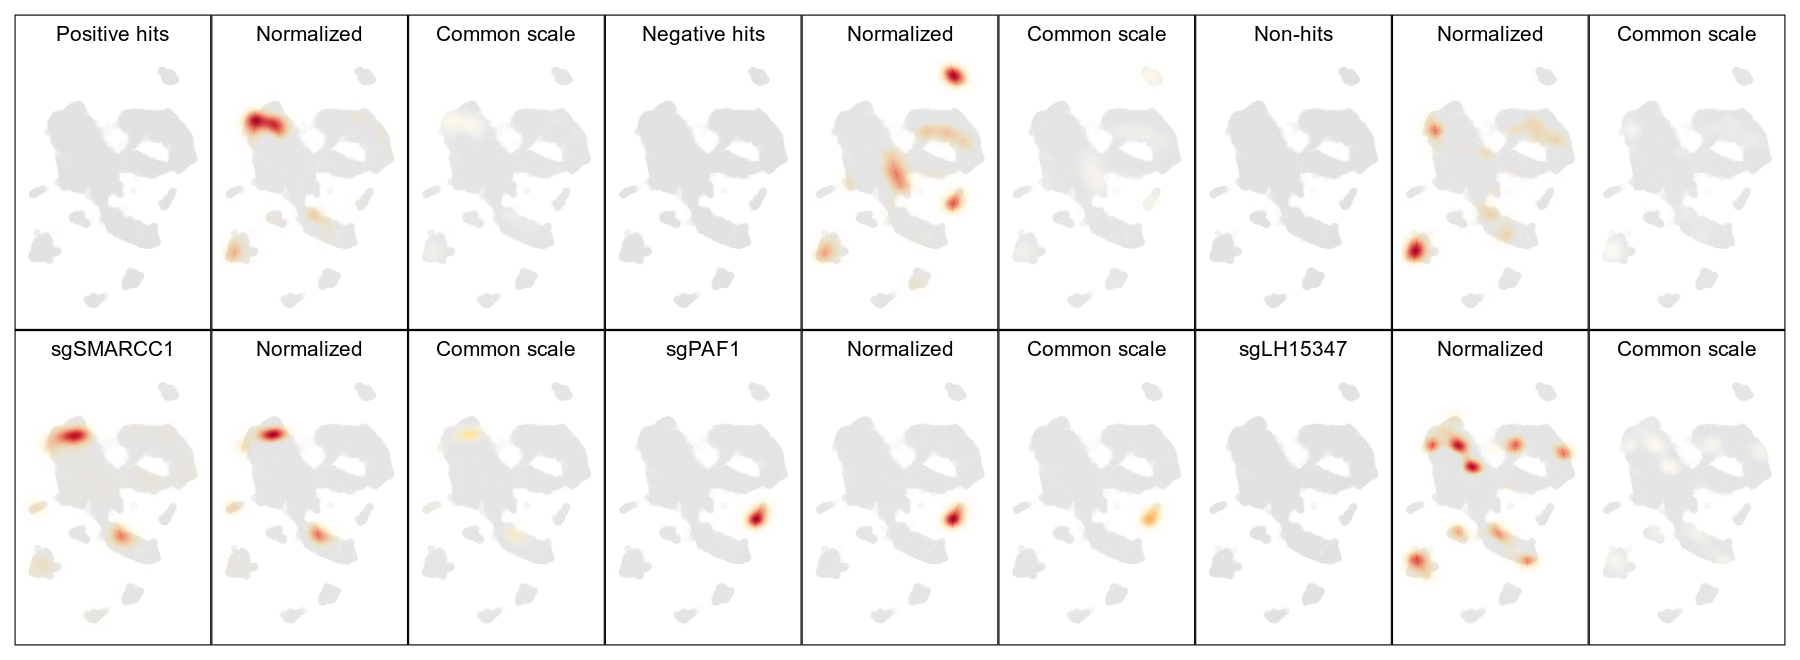 Positive hits
Normalized
Common scale
Negative hits
Normalized
Common scale
Non-hits
Normalized
Common scale
sgSMARCC1
Normalized
Common scale
sgPAF1
Normalized
Common scale
sgLH15347
Normalized
Common scale